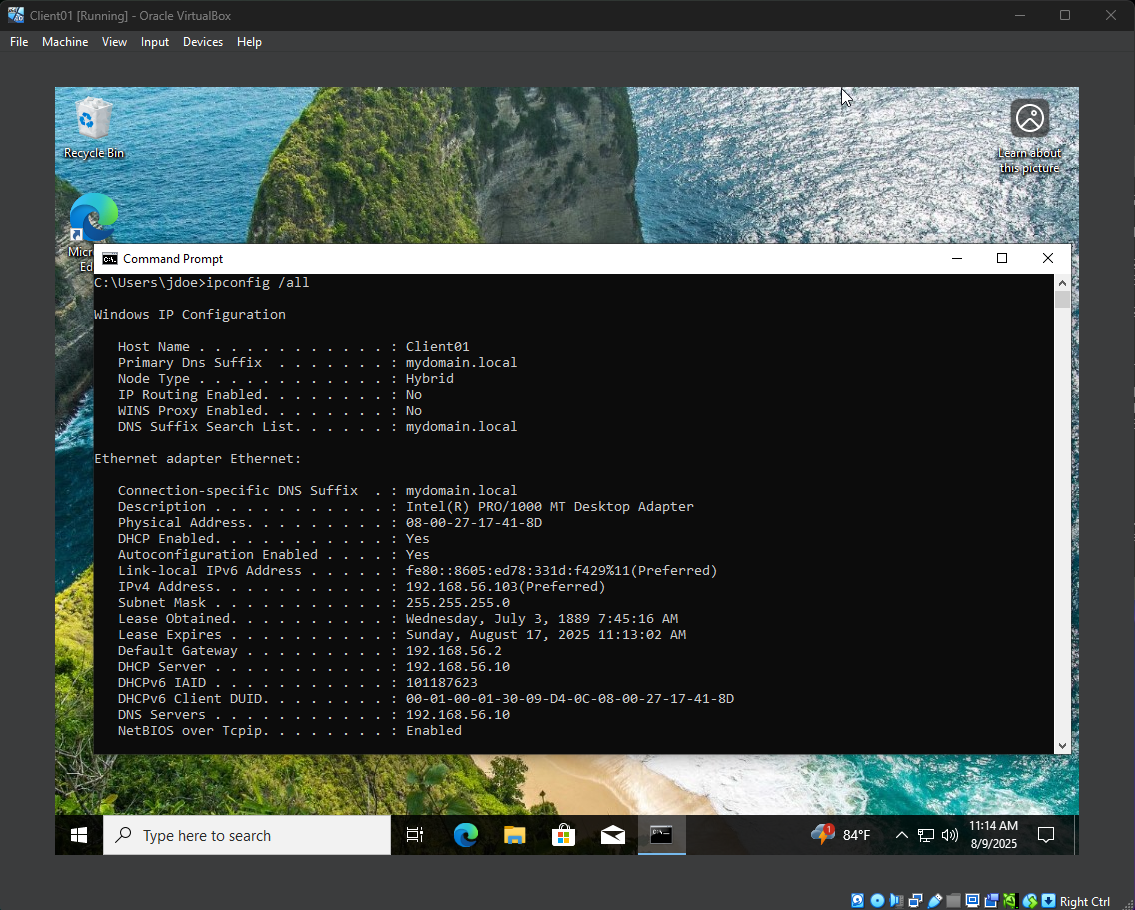 Client01 [Running] - Oracle VirtualBox
File Machine View Input Devices Help
Recycle Bin
Learn about
this picture
Micr
Ed
Command Prompt
C:\Users\jdoe>ipconfig /all
Windows IP Configuration
Host Name . . . . . . . . . . . . : Client01
Primary Dns Suffix  . . . . . . . : mydomain.local
Node Type . . . . . . . . . . . . : Hybrid
IP Routing Enabled. . . . . . . . : No
WINS Proxy Enabled. . . . . . . . : No
DNS Suffix Search List. . . . . . : mydomain.local
Ethernet adapter Ethernet:
Connection-specific DNS Suffix  . : mydomain.local
Description . . . . . . . . . . . : Intel(R) PRO/1000 MT Desktop Adapter
Physical Address. . . . . . . . . : 08-00-27-17-41-8D
DHCP Enabled. . . . . . . . . . . : Yes
Autoconfiguration Enabled . . . . : Yes
Link-local IPv6 Address . . . . . : fe80::8605:ed78:331d:f429%11(Preferred)
IPv4 Address. . . . . . . . . . . : 192.168.56.103(Preferred)
Subnet Mask . . . . . . . . . . . : 255.255.255.0
Lease Obtained. . . . . . . . . . : Wednesday, July 3, 1889 7:45:16 AM
Lease Expires . . . . . . . . . . : Sunday, August 17, 2025 11:13:02 AM
Default Gateway . . . . . . . . . : 192.168.56.2
DHCP Server . . . . . . . . . . . : 192.168.56.10
DHCPv6 IAID . . . . . . . . . . . : 101187623
DHCPv6 Client DUID. . . . . . . . : 00-01-00-01-30-09-D4-0C-08-00-27-17-41-8D
DNS Servers . . . . . . . . . . . : 192.168.56.10
NetBIOS over Tcpip. . . . . . . . : Enabled
Type here to search
1
84°F
11:14 AM
8/9/2025
Right Ctrl